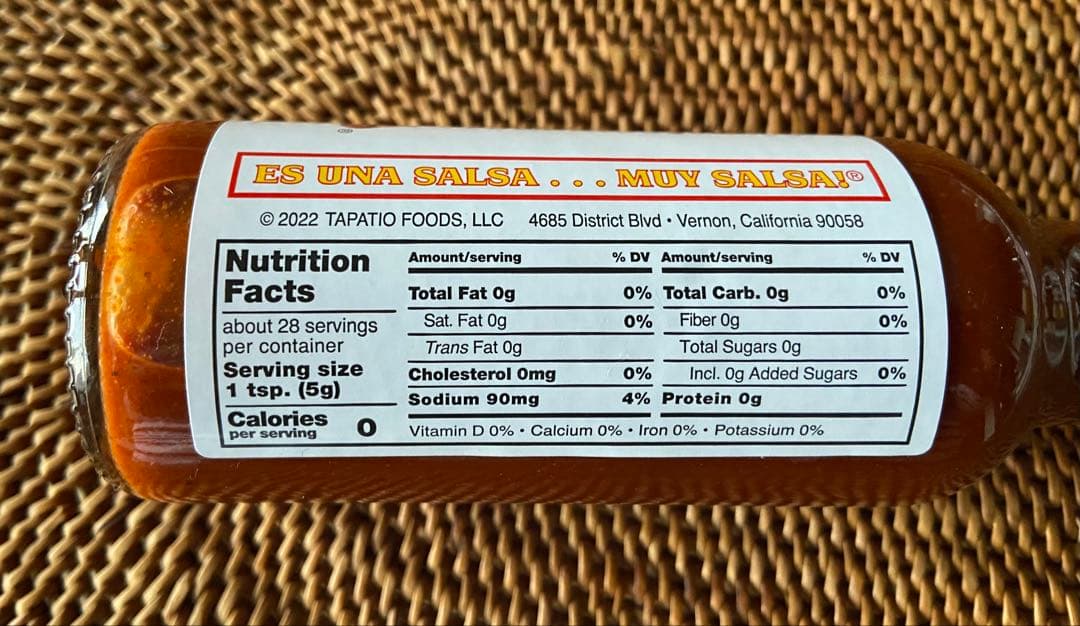 ES UNA SALSA . . . MUY SALSA!®
© 2022 TAPATIO FOODS, LLC 4685 District Blvd • Vernon, California 90058
Nutrition
Facts
about 28 servings
per container
Serving size
1 tsp. (5g)
Calories
per serving
0
Amount/serving % DV
Total Fat 0g 0%
Sat. Fat 0g 0%
Trans Fat 0g
Cholesterol 0mg 0%
Sodium 90mg 4%
Amount/serving % DV
Total Carb. 0g 0%
Fiber 0g 0%
Total Sugars 0g
Incl. 0g Added Sugars 0%
Protein 0g
Vitamin D 0% • Calcium 0% • Iron 0% • Potassium 0%